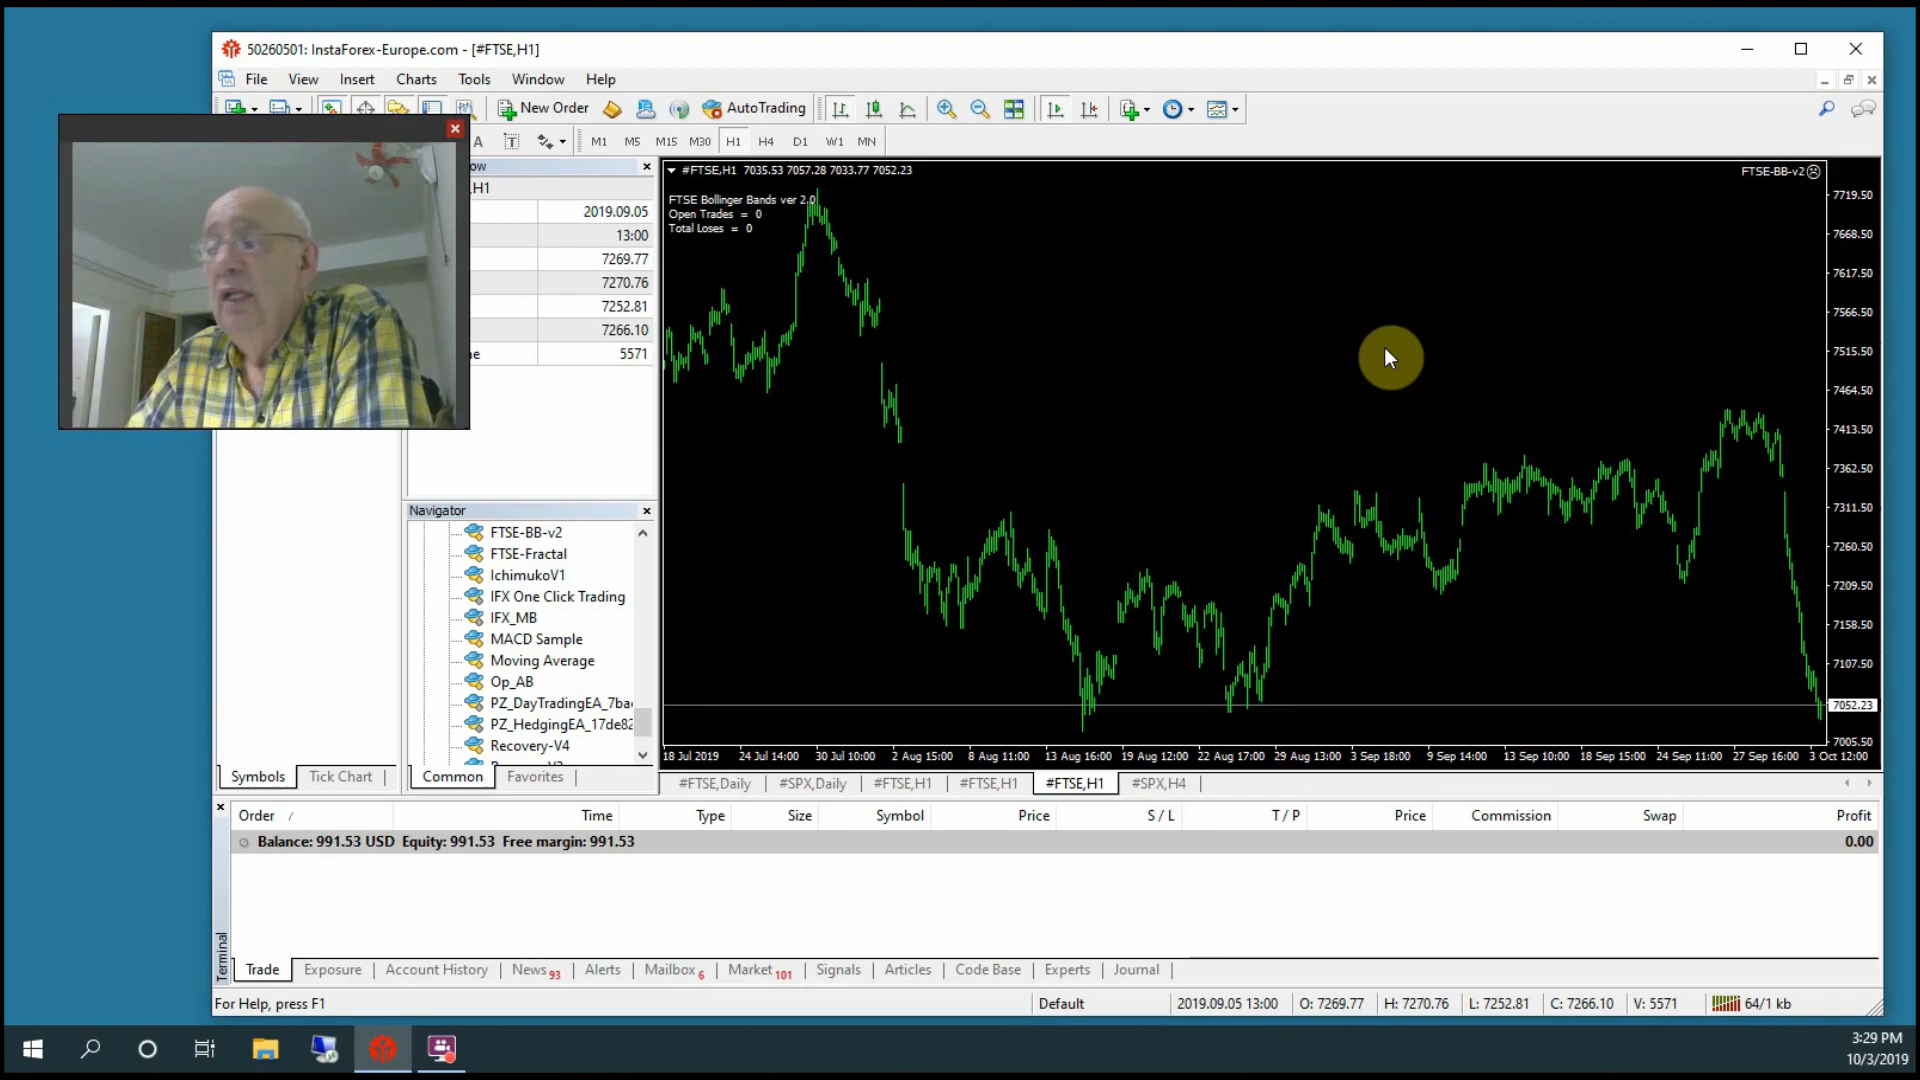 50260501: InstaForex-Europe.com - [#FTSE,H1]
File View Insert Charts Tools Window Help
New Order AutoTrading
A T M1 M5 M15 M30 H1 H4 D1 W1 MN
ow
,H1
2019.09.05
13:00
7269.77
7270.76
7252.81
7266.10
ne 5571
#FTSE,H1 7035.53 7057.28 7033.77 7052.23
FTSE-BB-v2
FTSE Bollinger Bands ver 2.0
Open Trades = 0
Total Loses = 0
7719.50
7668.50
7617.50
7566.50
7515.50
7464.50
7413.50
7362.50
7311.50
7260.50
7209.50
7158.50
7107.50
7052.23
7005.50
18 Jul 2019 24 Jul 14:00 30 Jul 10:00 2 Aug 15:00 8 Aug 11:00 13 Aug 16:00 19 Aug 12:00 22 Aug 17:00 29 Aug 13:00 3 Sep 18:00 9 Sep 14:00 13 Sep 10:00 18 Sep 15:00 24 Sep 11:00 27 Sep 16:00 3 Oct 12:00
Navigator
FTSE-BB-v2
FTSE-Fractal
IchimukoV1
IFX One Click Trading
IFX_MB
MACD Sample
Moving Average
Op_AB
PZ_DayTradingEA_7bac
PZ_HedgingEA_17de82
Recovery-V4
Symbols Tick Chart
Common Favorites
#FTSE,Daily #SPX,Daily #FTSE,H1 #FTSE,H1 #FTSE,H1 #SPX,H4
Order / Time Type Size Symbol Price S / L T / P Price Commission Swap Profit
Balance: 991.53 USD Equity: 991.53 Free margin: 991.53 0.00
Terminal
Trade Exposure Account History News 93 Alerts Mailbox 6 Market 101 Signals Articles Code Base Experts Journal
For Help, press F1 Default 2019.09.05 13:00 O: 7269.77 H: 7270.76 L: 7252.81 C: 7266.10 V: 5571 64/1 kb
3:29 PM
10/3/2019